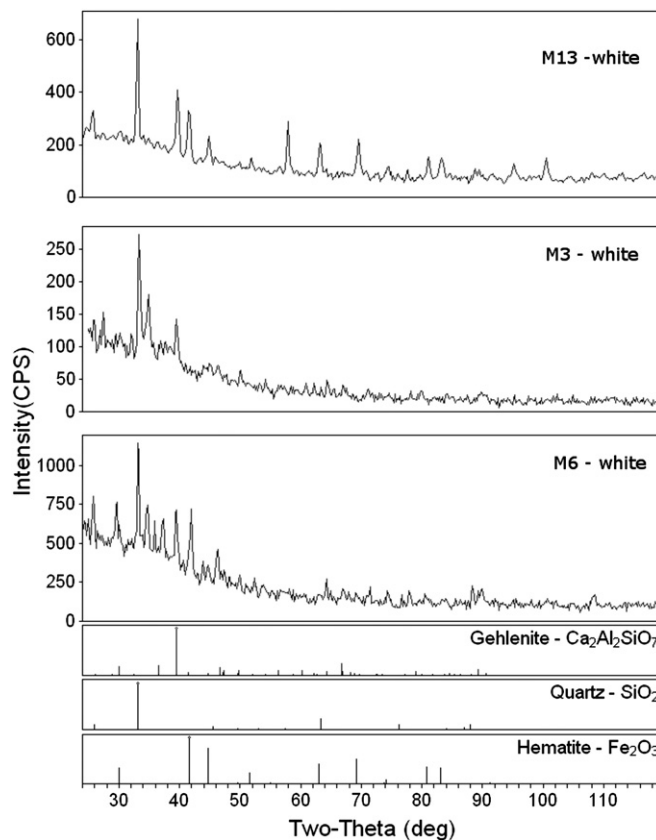 600
M13 -white
400
200
0
250
M3 - white
200
150
100
50
0
Intensity(CPS)
1000
M6 - white
750
500
250
0
Gehlenite - Ca₂Al₂SiO₇
Quartz - SiO₂
Hematite - Fe₂O₃
30 40 50 60 70 80 90 100 110
Two-Theta (deg)